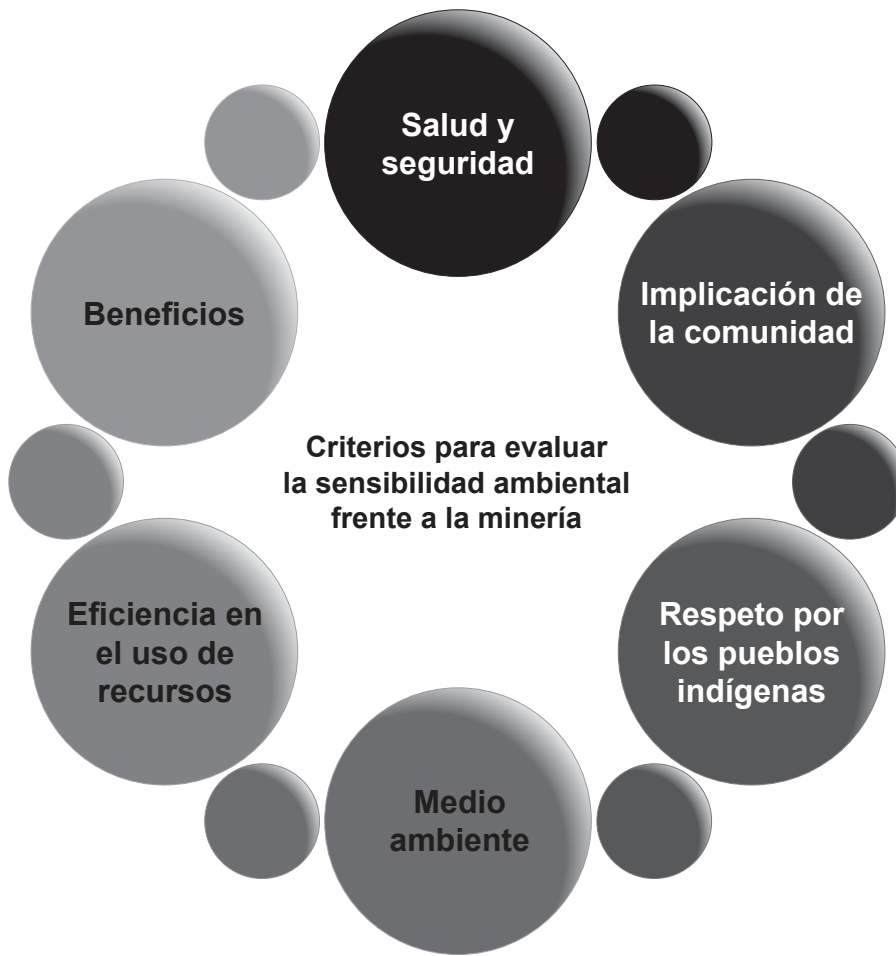 Salud y
seguridad
Implicación de
la comunidad
Respeto por
los pueblos
indígenas
Medio
ambiente
Eficiencia en
el uso de
recursos
Beneficios
Criterios para evaluar
la sensibilidad ambiental
frente a la minería